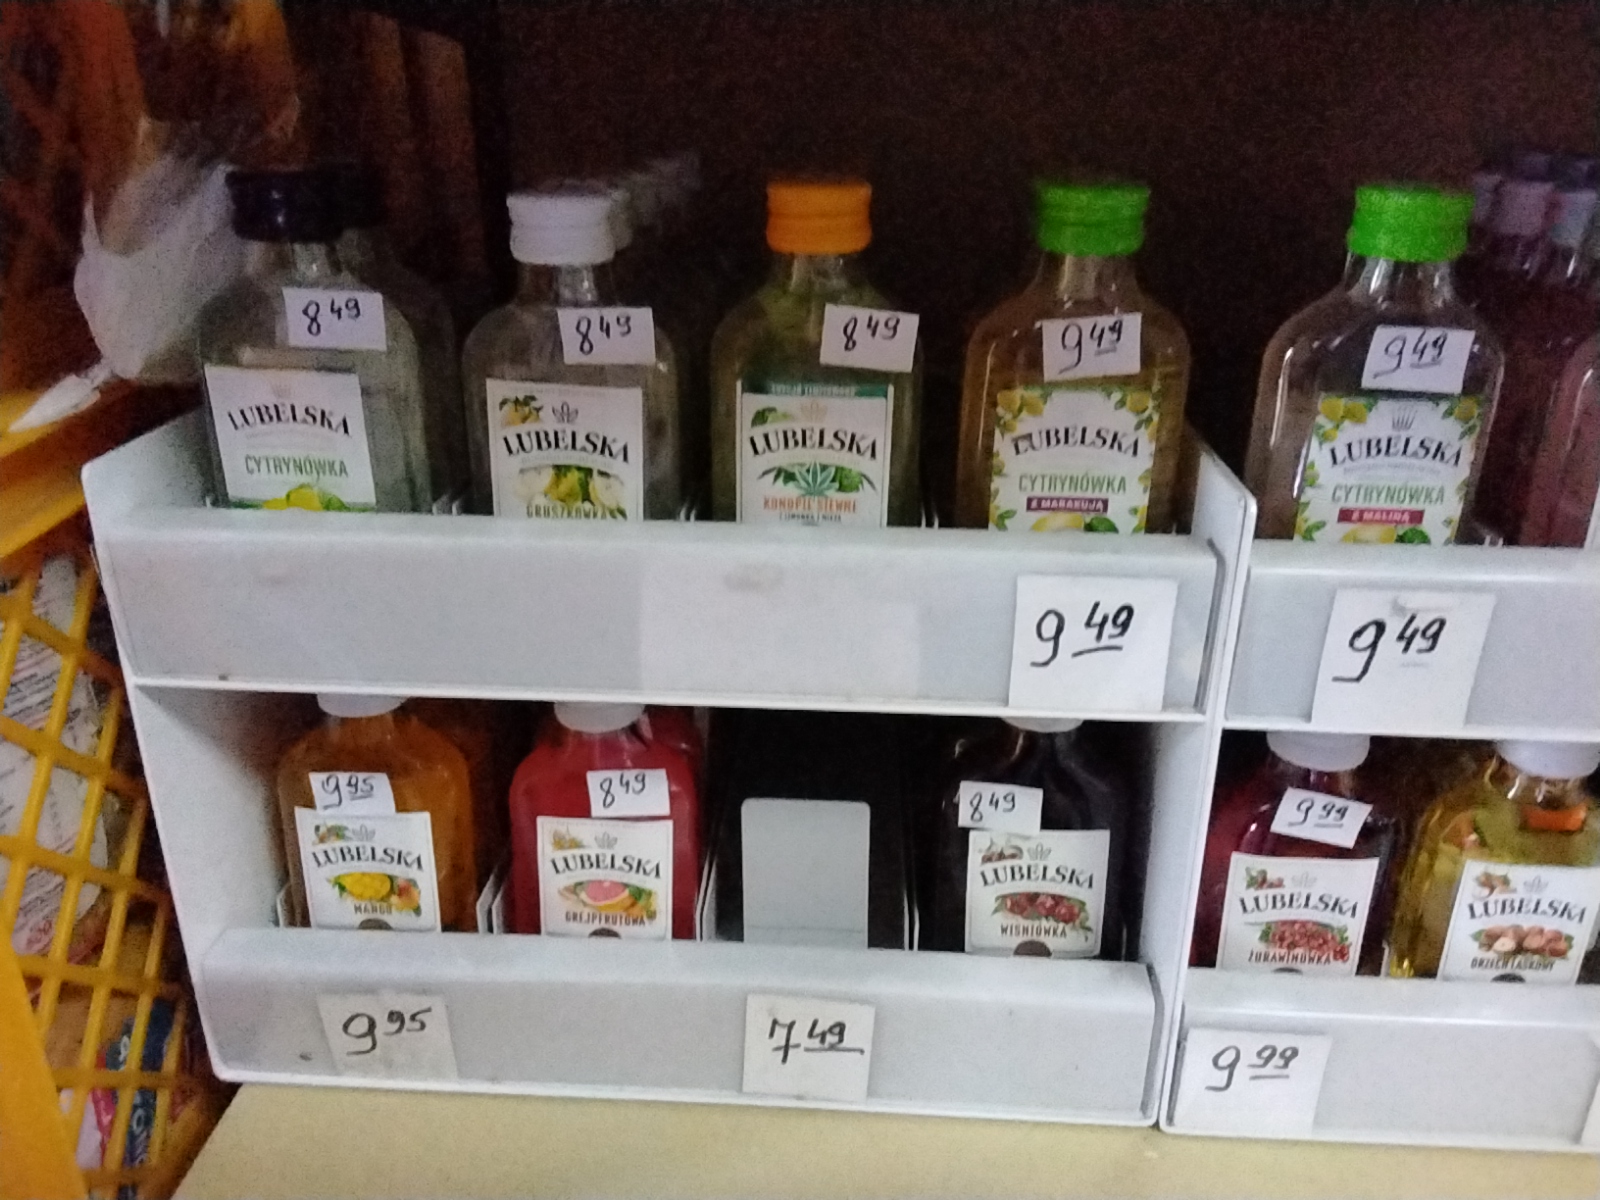 8 49
8 49
8 49
9 49
9 49
LUBELSKA
CYTRYNÓWKA
LUBELSKA
GRUSZKÓWKA
LUBELSKA
KONOPIE SIEWNE
Z LIMONKĄ I MIĘTĄ
LUBELSKA
CYTRYNÓWKA
Z MARAKUJĄ
LUBELSKA
CYTRYNÓWKA
Z MALINĄ
9 49
9 49
9 95
8 49
8 49
9 99
LUBELSKA
MANGO
LUBELSKA
GREJPFRUTOWA
LUBELSKA
WIŚNIÓWKA
LUBELSKA
ŻURAWINÓWKA
LUBELSKA
ORZECH LASKOWY
9 95
7 49
9 99